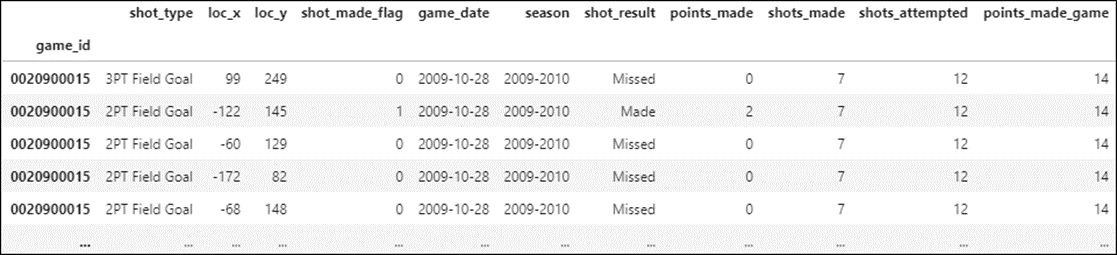 shot_type loc_x loc_y shot_made_flag game_date season shot_result points_made shots_made shots_attempted points_made_game
game_id
0020900015 3PT Field Goal 99 249 0 2009-10-28 2009-2010 Missed 0 7 12 14
0020900015 2PT Field Goal -122 145 1 2009-10-28 2009-2010 Made 2 7 12 14
0020900015 2PT Field Goal -60 129 0 2009-10-28 2009-2010 Missed 0 7 12 14
0020900015 2PT Field Goal -172 82 0 2009-10-28 2009-2010 Missed 0 7 12 14
0020900015 2PT Field Goal -68 148 0 2009-10-28 2009-2010 Missed 0 7 12 14
... ... ... ... ... ... ... ... ... ... ... ...